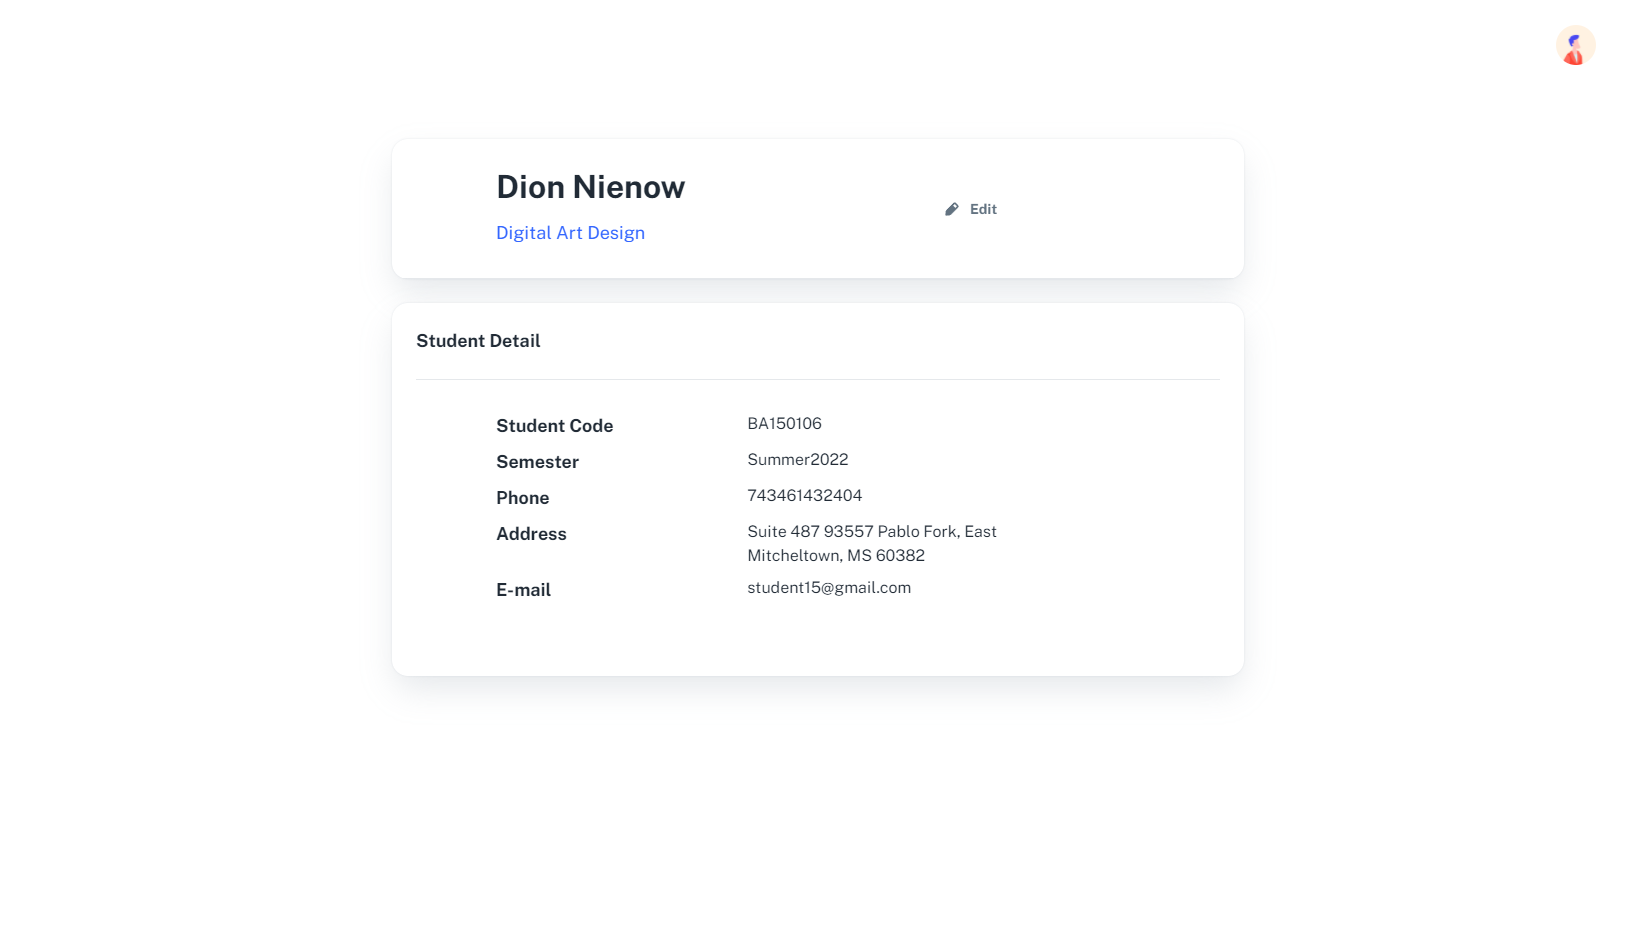 Dion Nienow
Digital Art Design
Edit
Student Detail
Student Code BA150106
Semester Summer2022
Phone 743461432404
Address Suite 487 93557 Pablo Fork, East
Mitcheltown, MS 60382
E-mail student15@gmail.com